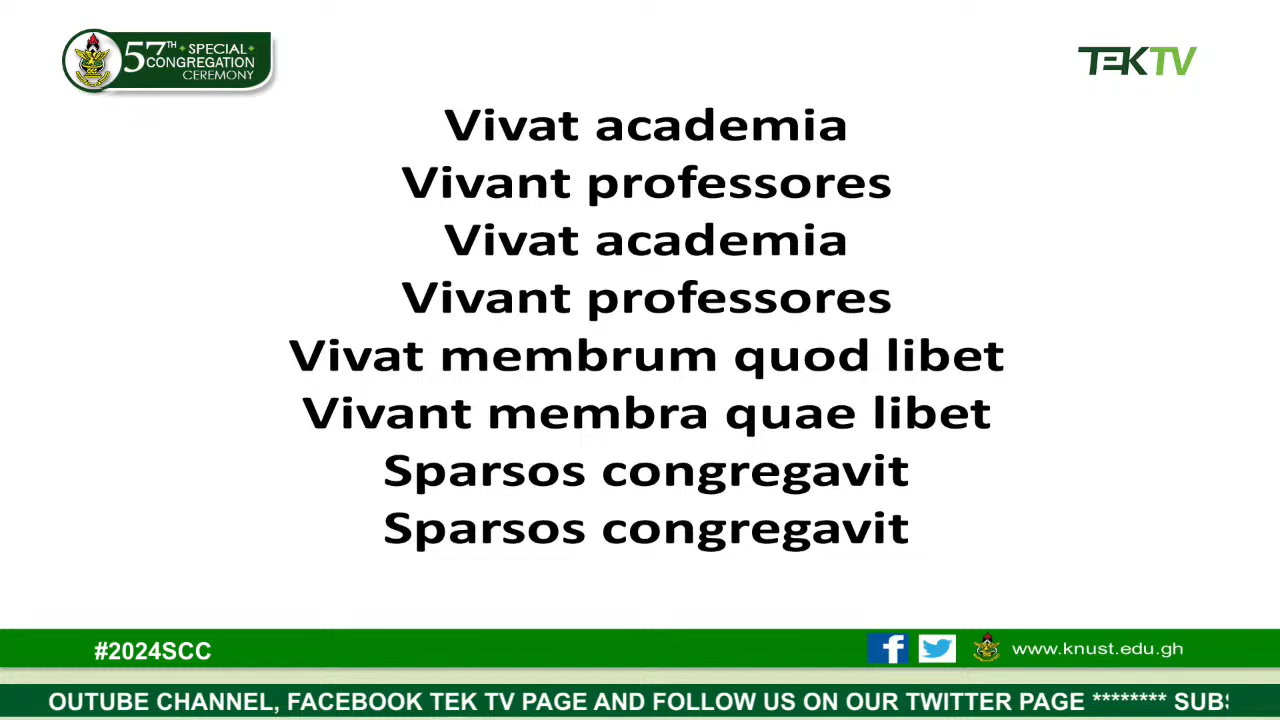 57TH SPECIAL
CONGREGATION
CEREMONY
TEKTV
Vivat academia
Vivant professores
Vivat academia
Vivant professores
Vivat membrum quod libet
Vivant membra quae libet
Sparsos congregavit
Sparsos congregavit
#2024SCC
www.knust.edu.gh
OUTUBE CHANNEL, FACEBOOK TEK TV PAGE AND FOLLOW US ON OUR TWITTER PAGE ******** SUBS